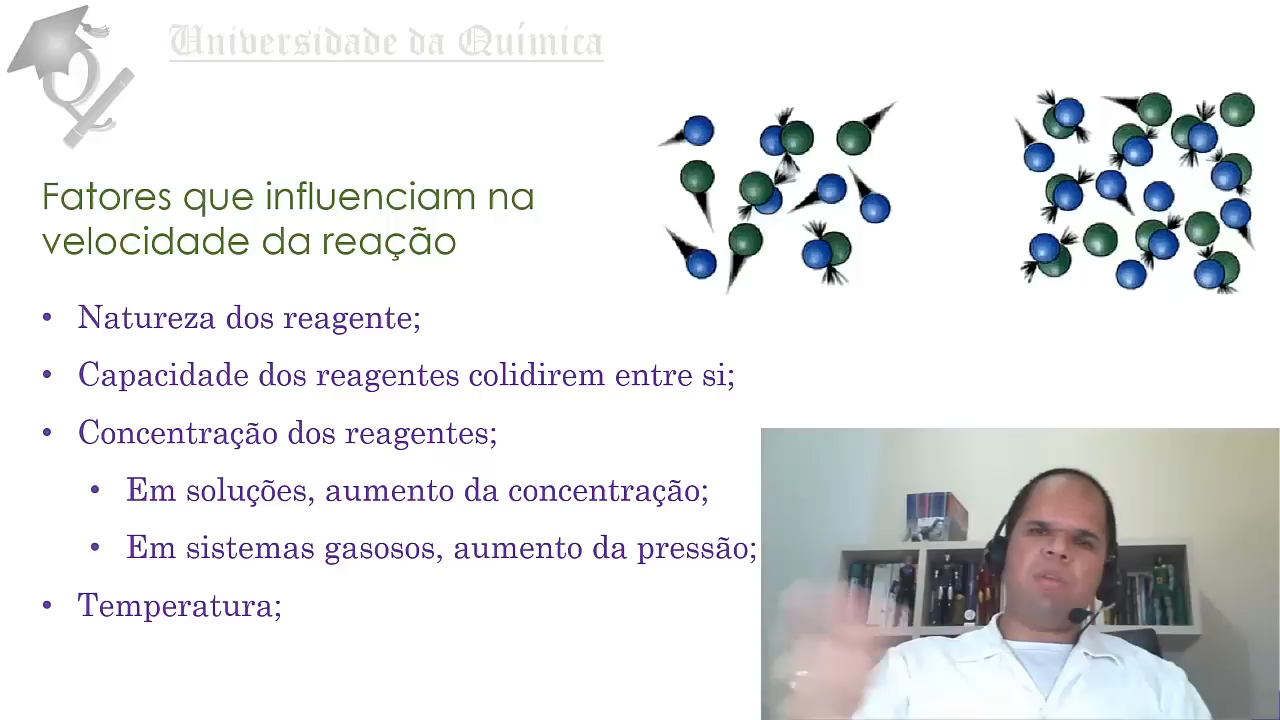 Universidade da Química
Fatores que influenciam na
velocidade da reação
• Natureza dos reagente;
• Capacidade dos reagentes colidirem entre si;
• Concentração dos reagentes;
• Em soluções, aumento da concentração;
• Em sistemas gasosos, aumento da pressão;
• Temperatura;